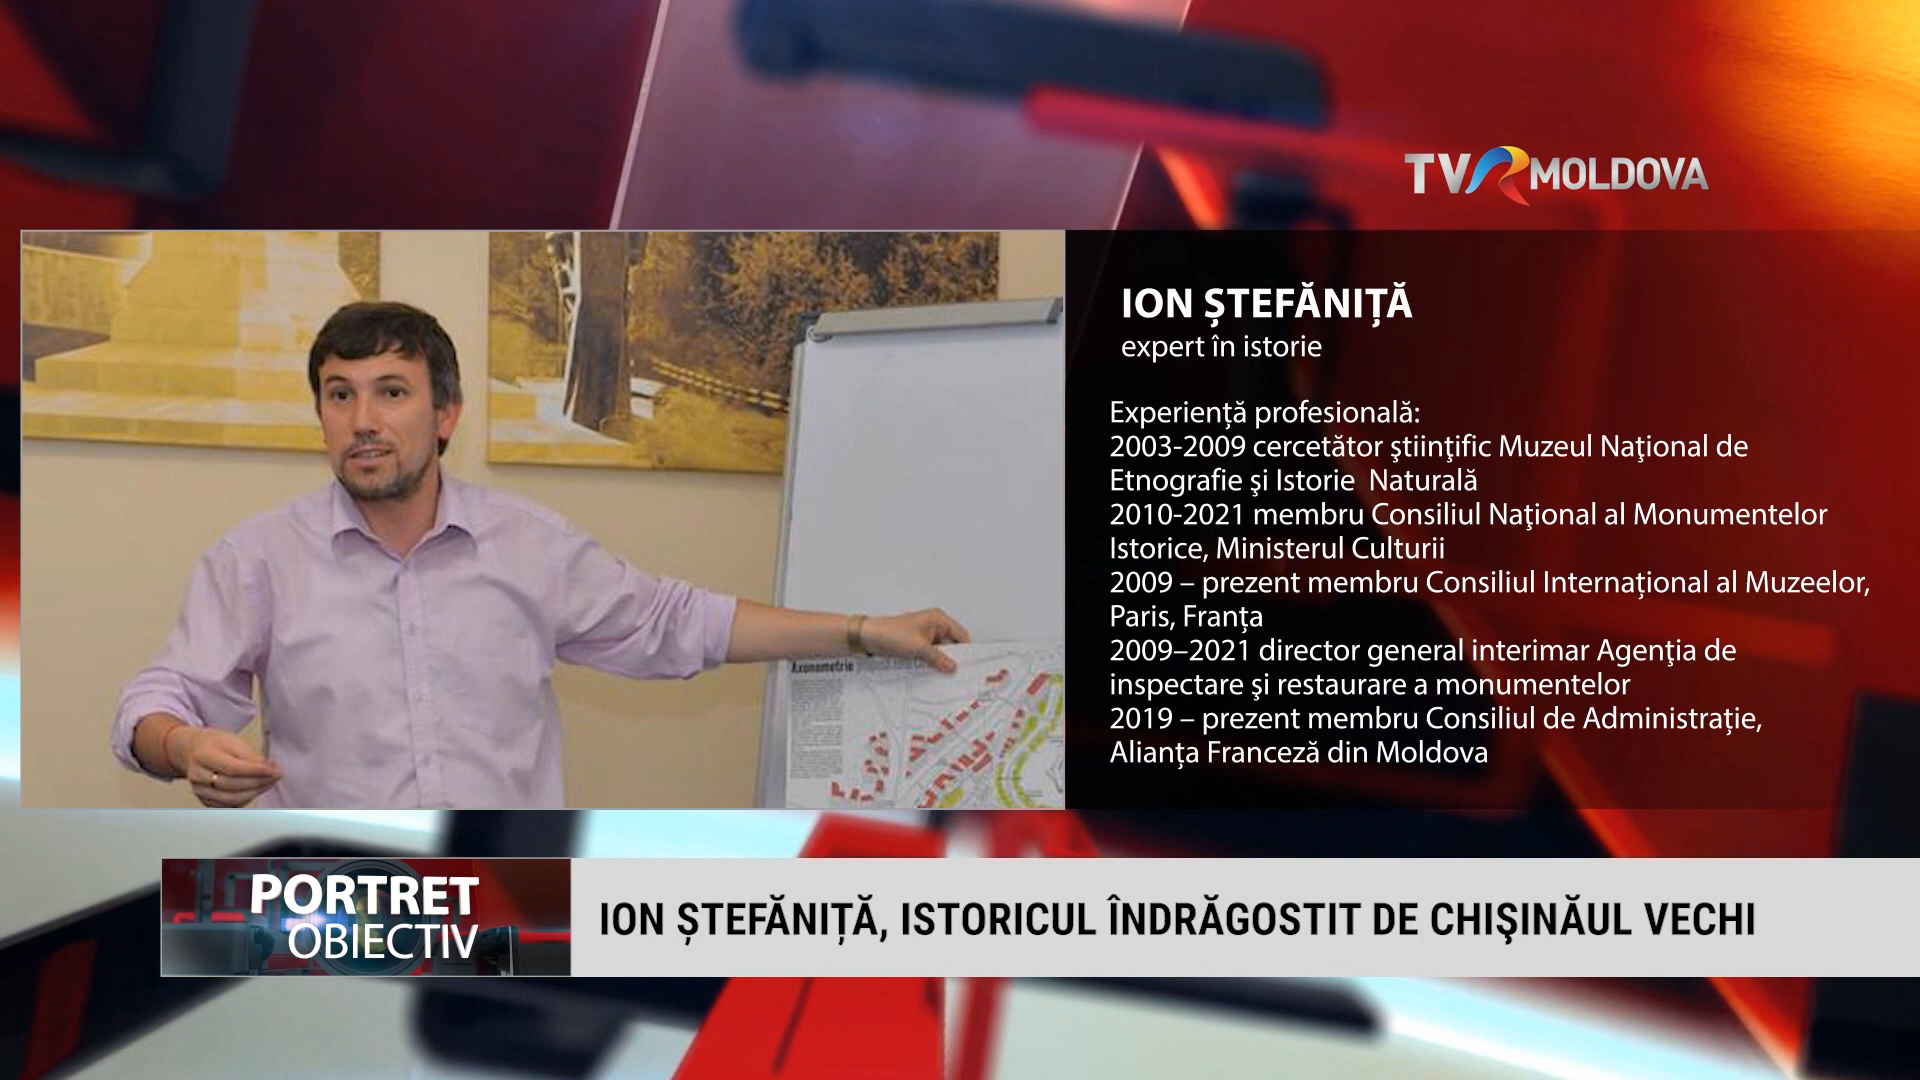 TVR MOLDOVA
ION ȘTEFĂNIȚĂ
expert în istorie
Experiență profesională:
2003-2009 cercetător ştiinţific Muzeul Naţional de
Etnografie şi Istorie Naturală
2010-2021 membru Consiliul Naţional al Monumentelor
Istorice, Ministerul Culturii
2009 – prezent membru Consiliul Internațional al Muzeelor,
Paris, Franța
2009–2021 director general interimar Agenţia de
inspectare şi restaurare a monumentelor
2019 – prezent membru Consiliul de Administrație,
Alianța Franceză din Moldova
Axonometrie
PORTRET
OBIECTIV
ION ȘTEFĂNIȚĂ, ISTORICUL ÎNDRĂGOSTIT DE CHIŞINĂUL VECHI